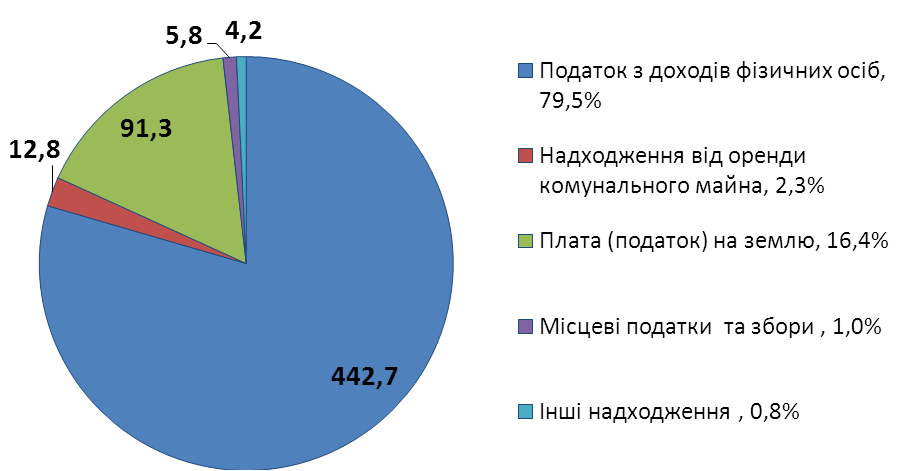 5,8
4,2
91,3
12,8
442,7
Податок з доходів фізичних осіб,
79,5%
Надходження від оренди
комунального майна, 2,3%
Плата (податок) на землю, 16,4%
Місцеві податки  та збори , 1,0%
Інші надходження , 0,8%